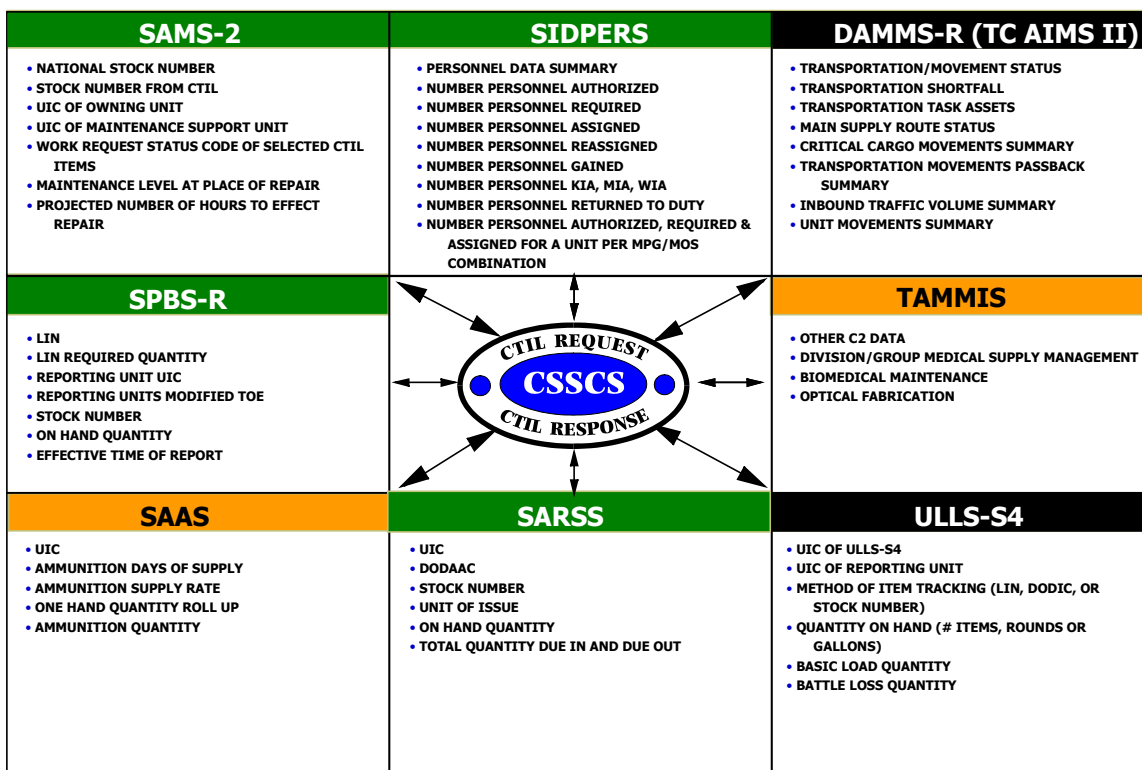 SAMS-2
• NATIONAL STOCK NUMBER
• STOCK NUMBER FROM CTIL
• UIC OF OWNING UNIT
• UIC OF MAINTENANCE SUPPORT UNIT
• WORK REQUEST STATUS CODE OF SELECTED CTIL
ITEMS
• MAINTENANCE LEVEL AT PLACE OF REPAIR
• PROJECTED NUMBER OF HOURS TO EFFECT
REPAIR
SIDPERS
• PERSONNEL DATA SUMMARY
• NUMBER PERSONNEL AUTHORIZED
• NUMBER PERSONNEL REQUIRED
• NUMBER PERSONNEL ASSIGNED
• NUMBER PERSONNEL REASSIGNED
• NUMBER PERSONNEL GAINED
• NUMBER PERSONNEL KIA, MIA, WIA
• NUMBER PERSONNEL RETURNED TO DUTY
• NUMBER PERSONNEL AUTHORIZED, REQUIRED &
ASSIGNED FOR A UNIT PER MPG/MOS
COMBINATION
DAMMS-R (TC AIMS II)
• TRANSPORTATION/MOVEMENT STATUS
• TRANSPORTATION SHORTFALL
• TRANSPORTATION TASK ASSETS
• MAIN SUPPLY ROUTE STATUS
• CRITICAL CARGO MOVEMENTS SUMMARY
• TRANSPORTATION MOVEMENTS PASSBACK
SUMMARY
• INBOUND TRAFFIC VOLUME SUMMARY
• UNIT MOVEMENTS SUMMARY
SPBS-R
• LIN
• LIN REQUIRED QUANTITY
• REPORTING UNIT UIC
• REPORTING UNITS MODIFIED TOE
• STOCK NUMBER
• ON HAND QUANTITY
• EFFECTIVE TIME OF REPORT
CTIL REQUEST
CSSCS
CTIL RESPONSE
TAMMIS
• OTHER C2 DATA
• DIVISION/GROUP MEDICAL SUPPLY MANAGEMENT
• BIOMEDICAL MAINTENANCE
• OPTICAL FABRICATION
SAAS
• UIC
• AMMUNITION DAYS OF SUPPLY
• AMMUNITION SUPPLY RATE
• ONE HAND QUANTITY ROLL UP
• AMMUNITION QUANTITY
SARSS
• UIC
• DODAAC
• STOCK NUMBER
• UNIT OF ISSUE
• ON HAND QUANTITY
• TOTAL QUANTITY DUE IN AND DUE OUT
ULLS-S4
• UIC OF ULLS-S4
• UIC OF REPORTING UNIT
• METHOD OF ITEM TRACKING (LIN, DODIC, OR
STOCK NUMBER)
• QUANTITY ON HAND (# ITEMS, ROUNDS OR
GALLONS)
• BASIC LOAD QUANTITY
• BATTLE LOSS QUANTITY